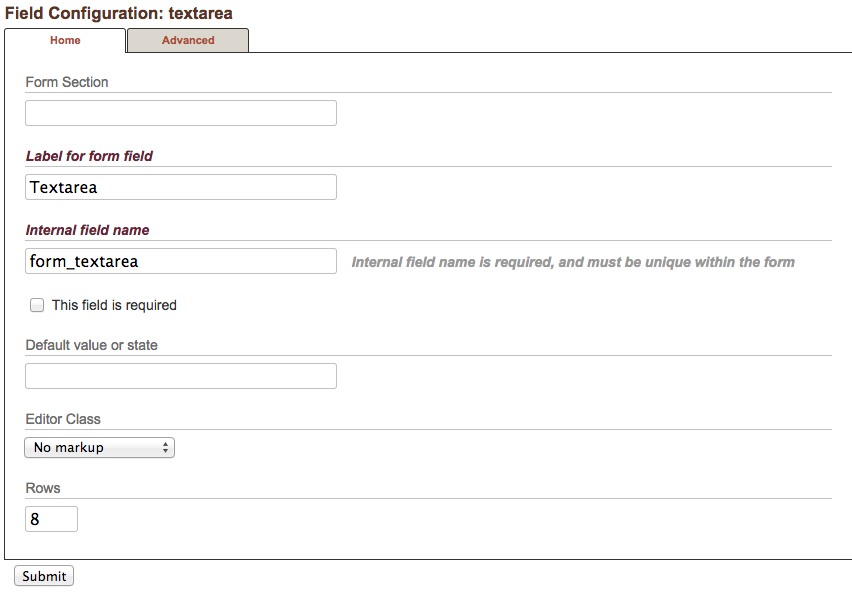 Field Configuration: textarea
Home Advanced
Form Section
Label for form field
Textarea
Internal field name
form_textarea Internal field name is required, and must be unique within the form
This field is required
Default value or state
Editor Class
No markup
Rows
8
Submit